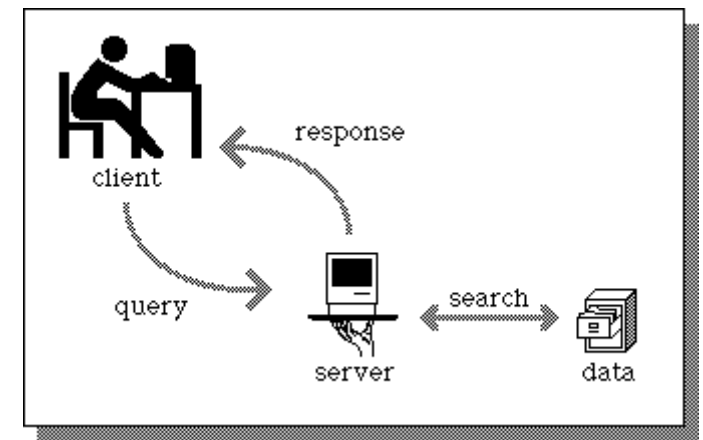 response
client
query
search
server
data